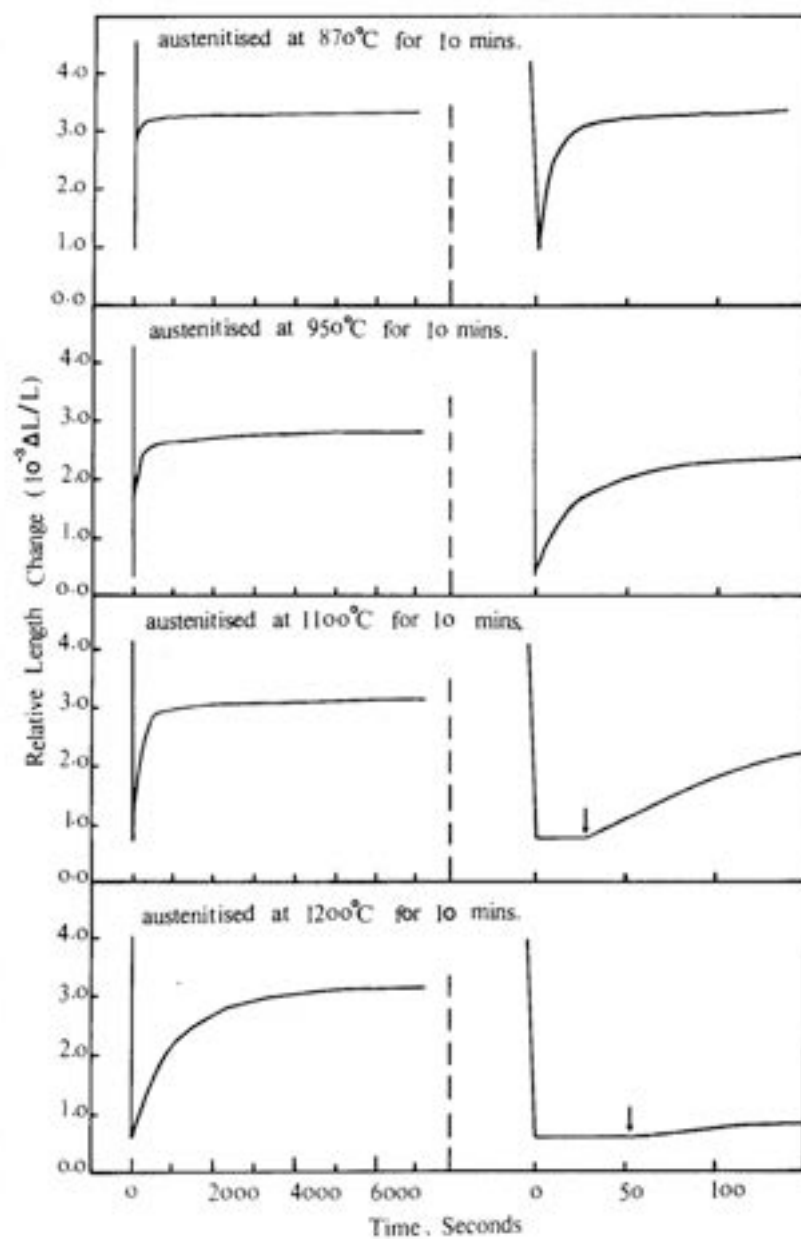 austenitised at 870°C for 10 mins.
4.0
3.0
2.0
1.0
0.0
austenitised at 950°C for 10 mins.
4.0
3.0
2.0
1.0
0.0
austenitised at 1100°C for 10 mins.
4.0
3.0
2.0
1.0
0.0
austenitised at 1200°C for 10 mins.
4.0
3.0
2.0
1.0
0.0
Relative Length Change (10⁻³ΔL/L)
0 2000 4000 6000 0 50 100
Time. Seconds